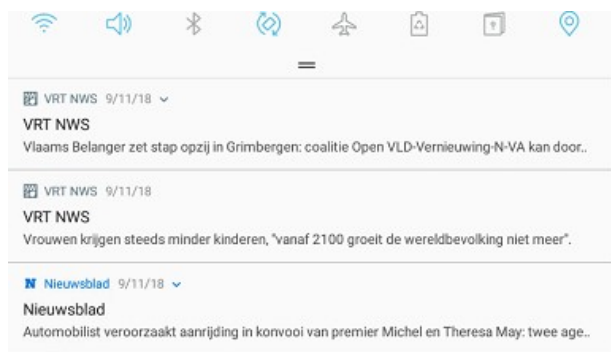 VRT NWS 9/11/18
VRT NWS
Vlaams Belanger zet stap opzij in Grimbergen: coalitie Open VLD-Vernieuwing-N-VA kan door..
VRT NWS 9/11/18
VRT NWS
Vrouwen krijgen steeds minder kinderen, "vanaf 2100 groeit de wereldbevolking niet meer".
N Nieuwsblad 9/11/18
Nieuwsblad
Automobilist veroorzaakt aanrijding in konvooi van premier Michel en Theresa May: twee age..